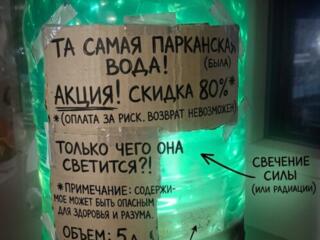 ТА САМАЯ ПАРКАНСКАЯ
ВОДА! (БЫЛА)
АКЦИЯ! СКИДКА 80%*
*(ОПЛАТА ЗА РИСК. ВОЗВРАТ НЕВОЗМОЖЕН)
ТОЛЬКО ЧЕГО ОНА
СВЕТИТСЯ?!
*ПРИМЕЧАНИЕ: СОДЕРЖИ-
МОЕ МОЖЕТ БЫТЬ ОПАСНЫМ
ДЛЯ ЗДОРОВЬЯ И РАЗУМА.
ОБЪЕМ: 5л
СВЕЧЕНИЕ
СИЛЫ
(ИЛИ РАДИАЦИИ)